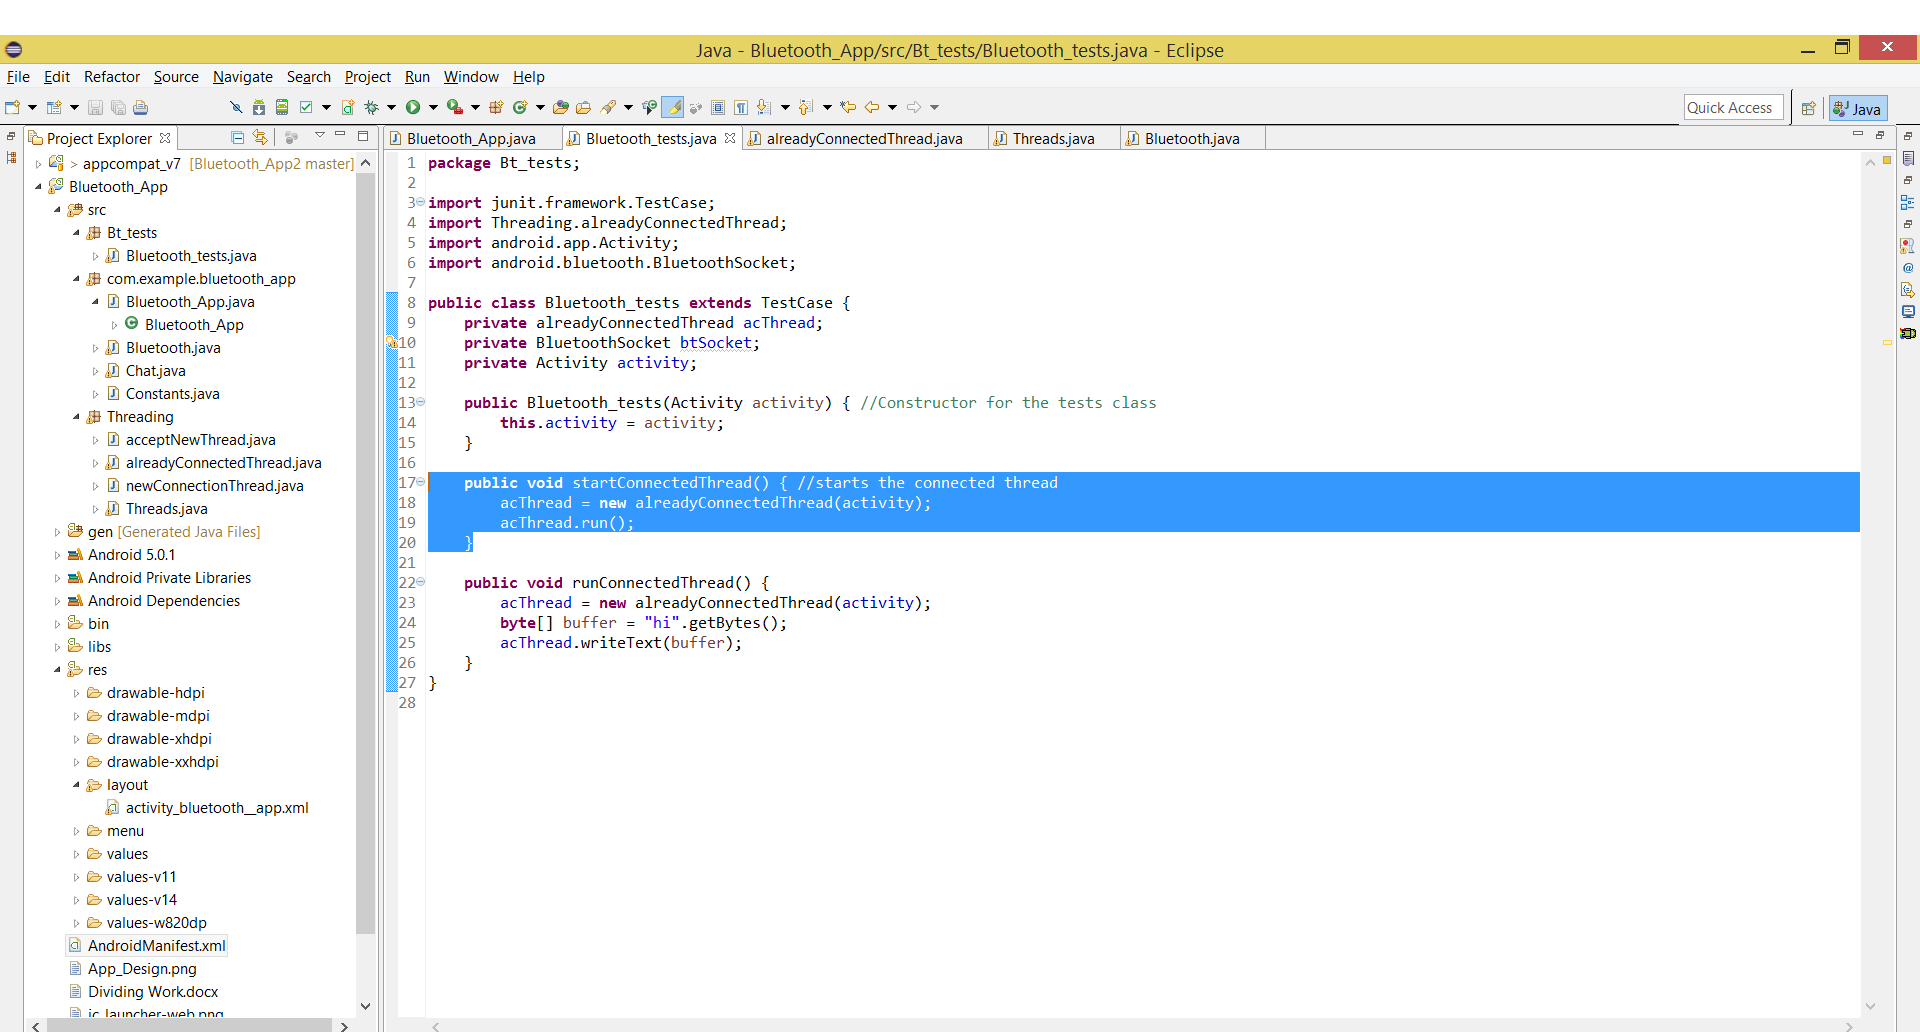 Java - Bluetooth_App/src/Bt_tests/Bluetooth_tests.java - Eclipse
File Edit Refactor Source Navigate Search Project Run Window Help
Quick Access
Java
Project Explorer
Bluetooth_App.java
Bluetooth_tests.java
alreadyConnectedThread.java
Threads.java
Bluetooth.java
> appcompat_v7 [Bluetooth_App2 master]
Bluetooth_App
src
Bt_tests
Bluetooth_tests.java
com.example.bluetooth_app
Bluetooth_App.java
Bluetooth_App
Bluetooth.java
Chat.java
Constants.java
Threading
acceptNewThread.java
alreadyConnectedThread.java
newConnectionThread.java
Threads.java
gen [Generated Java Files]
Android 5.0.1
Android Private Libraries
Android Dependencies
bin
libs
res
drawable-hdpi
drawable-mdpi
drawable-xhdpi
drawable-xxhdpi
layout
activity_bluetooth__app.xml
menu
values
values-v11
values-v14
values-w820dp
AndroidManifest.xml
App_Design.png
Dividing Work.docx
ic_launcher-web.png
1 package Bt_tests;
2
3 import junit.framework.TestCase;
4 import Threading.alreadyConnectedThread;
5 import android.app.Activity;
6 import android.bluetooth.BluetoothSocket;
7
8 public class Bluetooth_tests extends TestCase {
9     private alreadyConnectedThread acThread;
10     private BluetoothSocket btSocket;
11     private Activity activity;
12
13     public Bluetooth_tests(Activity activity) { //Constructor for the tests class
14         this.activity = activity;
15     }
16
17     public void startConnectedThread() { //starts the connected thread
18         acThread = new alreadyConnectedThread(activity);
19         acThread.run();
20     }
21
22     public void runConnectedThread() {
23         acThread = new alreadyConnectedThread(activity);
24         byte[] buffer = "hi".getBytes();
25         acThread.writeText(buffer);
26     }
27 }
28